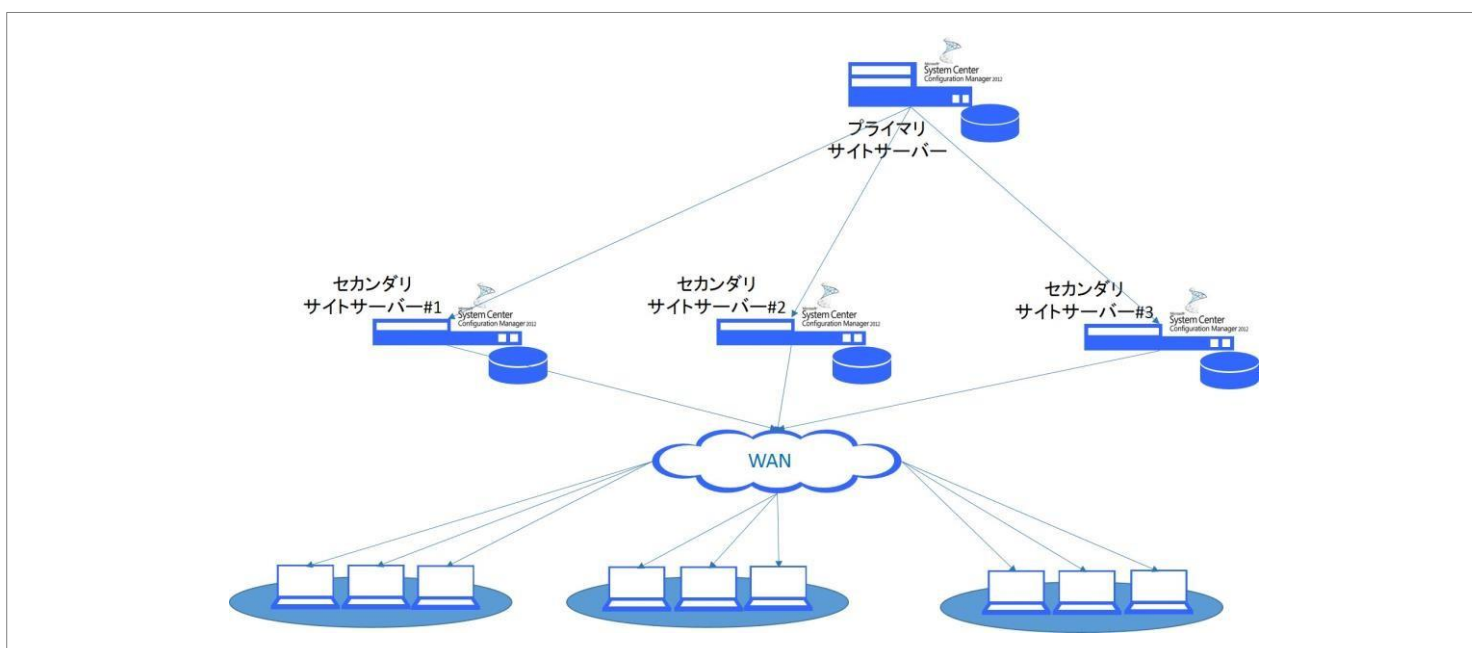 Microsoft
System Center
Configuration Manager 2012
プライマリ
サイトサーバー
セカンダリ
サイトサーバー#1
Microsoft
System Center
Configuration Manager 2012
セカンダリ
サイトサーバー#2
Microsoft
System Center
Configuration Manager 2012
セカンダリ
サイトサーバー#3
Microsoft
System Center
Configuration Manager 2012
WAN